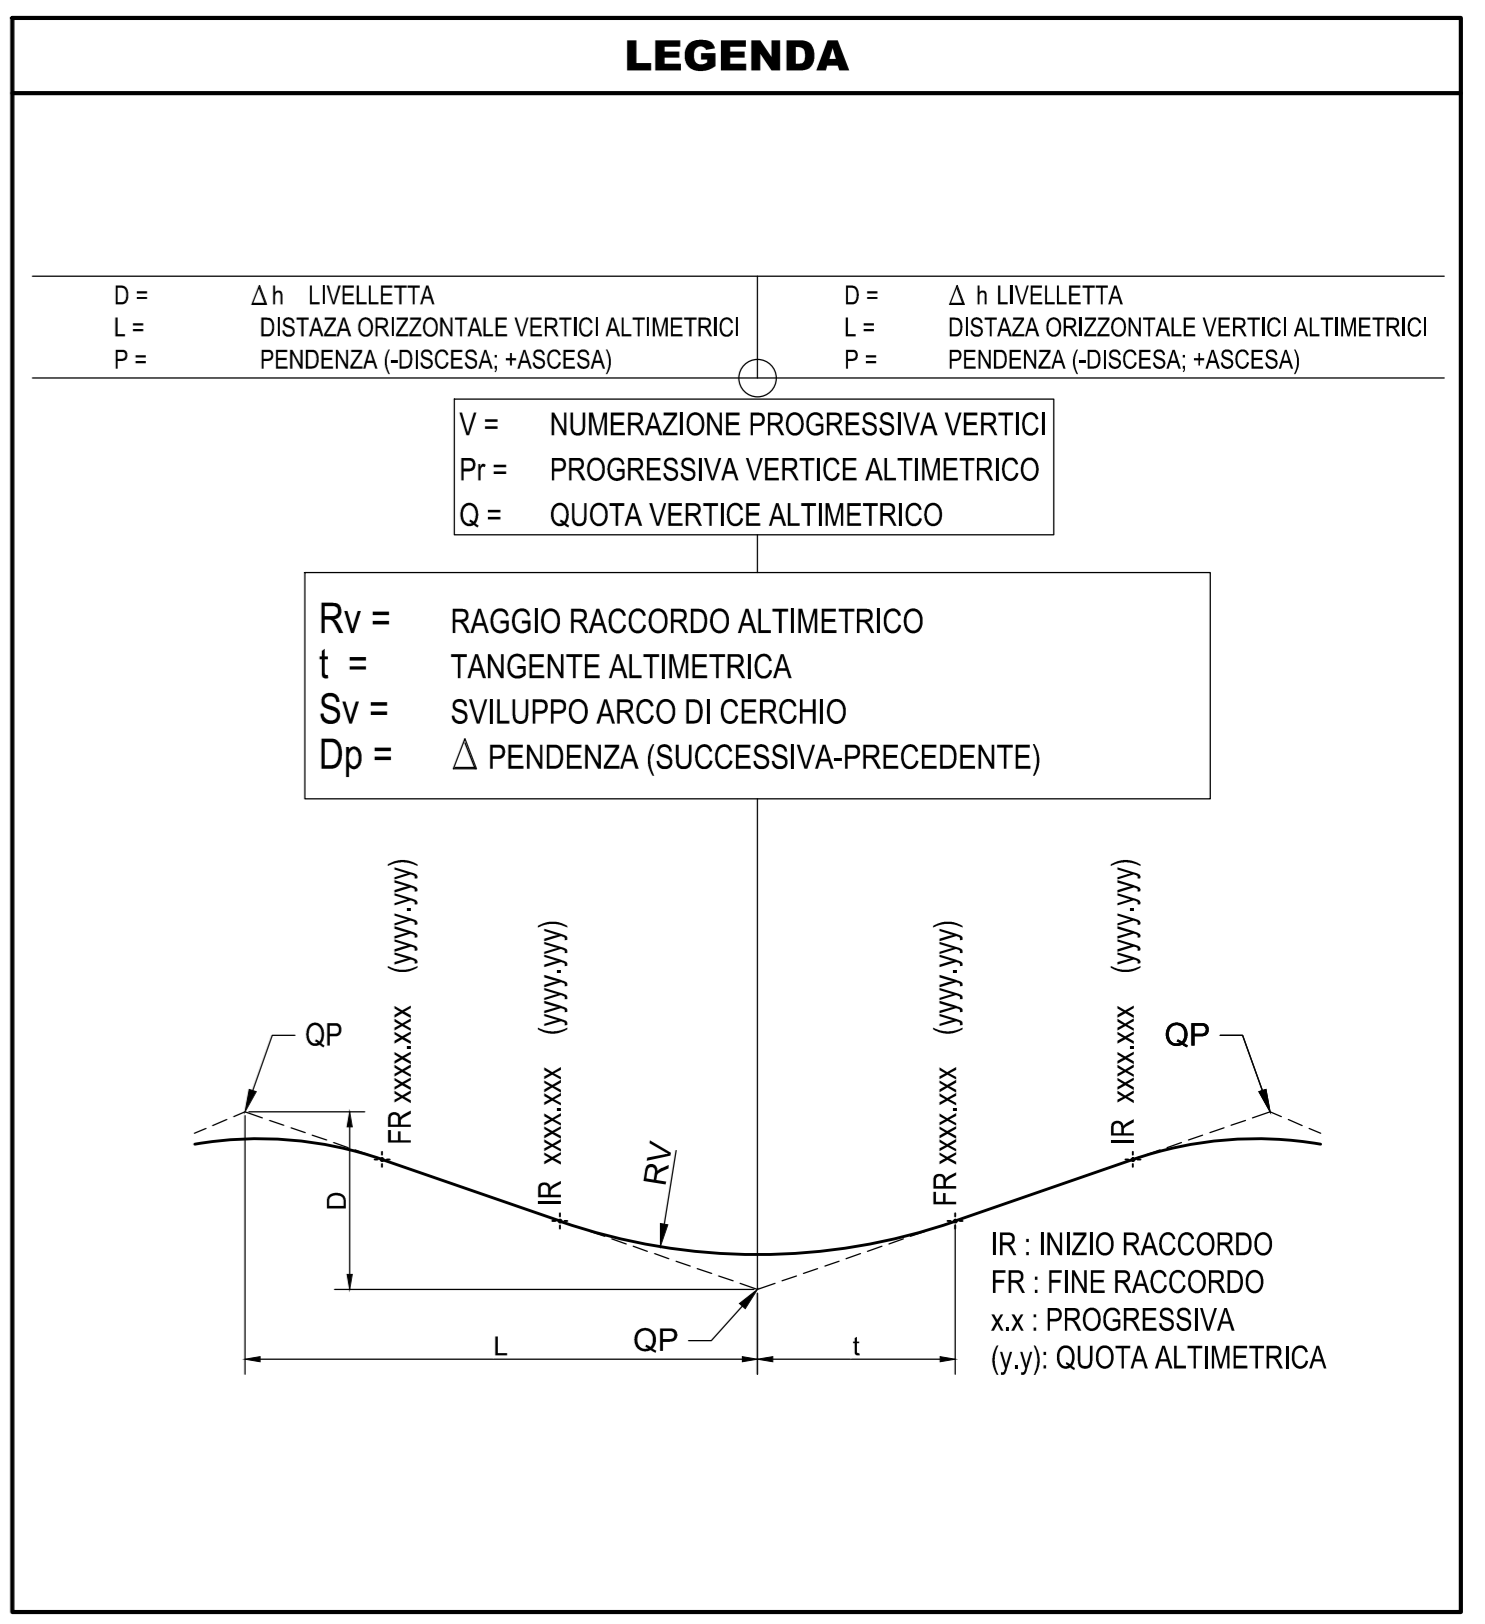 LEGENDA
D = Δ h LIVELLETTA
L = DISTAZA ORIZZONTALE VERTICI ALTIMETRICI
P = PENDENZA (-DISCESA; +ASCESA)
D = Δ h LIVELLETTA
L = DISTAZA ORIZZONTALE VERTICI ALTIMETRICI
P = PENDENZA (-DISCESA; +ASCESA)
V = NUMERAZIONE PROGRESSIVA VERTICI
Pr = PROGRESSIVA VERTICE ALTIMETRICO
Q = QUOTA VERTICE ALTIMETRICO
Rv = RAGGIO RACCORDO ALTIMETRICO
t = TANGENTE ALTIMETRICA
Sv = SVILUPPO ARCO DI CERCHIO
Dp = Δ PENDENZA (SUCCESSIVA-PRECEDENTE)
QP
FR xxxx.xxx (yyyy.yyy)
IR xxxx.xxx (yyyy.yyy)
FR xxxx.xxx (yyyy.yyy)
IR xxxx.xxx (yyyy.yyy)
QP
D
RV
QP
L
t
IR : INIZIO RACCORDO
FR : FINE RACCORDO
x.x : PROGRESSIVA
(y.y): QUOTA ALTIMETRICA